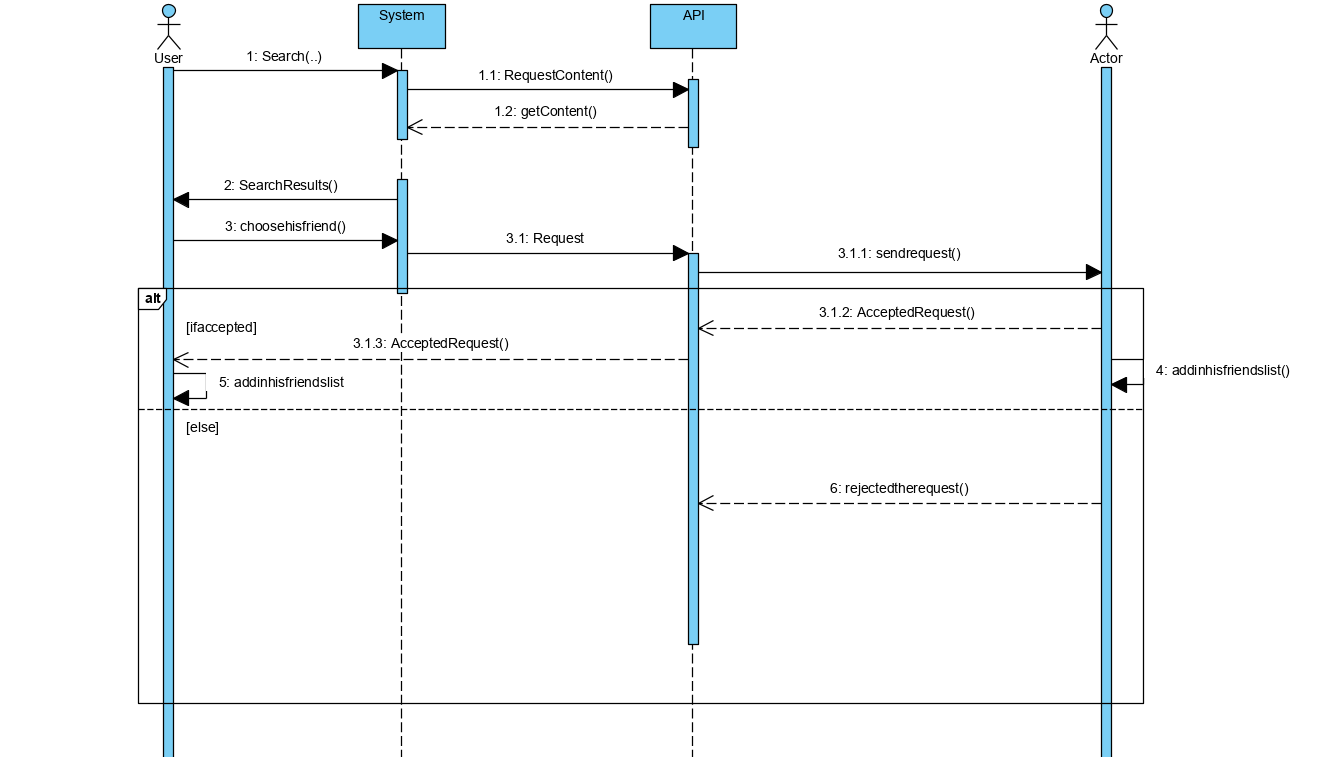 System
API
User
Actor
1: Search(..)
1.1: RequestContent()
1.2: getContent()
2: SearchResults()
3: choosehisfriend()
3.1: Request
3.1.1: sendrequest()
alt
3.1.2: AcceptedRequest()
[ifaccepted]
3.1.3: AcceptedRequest()
4: addinhisfriendslist()
5: addinhisfriendslist
[else]
6: rejectedtherequest()